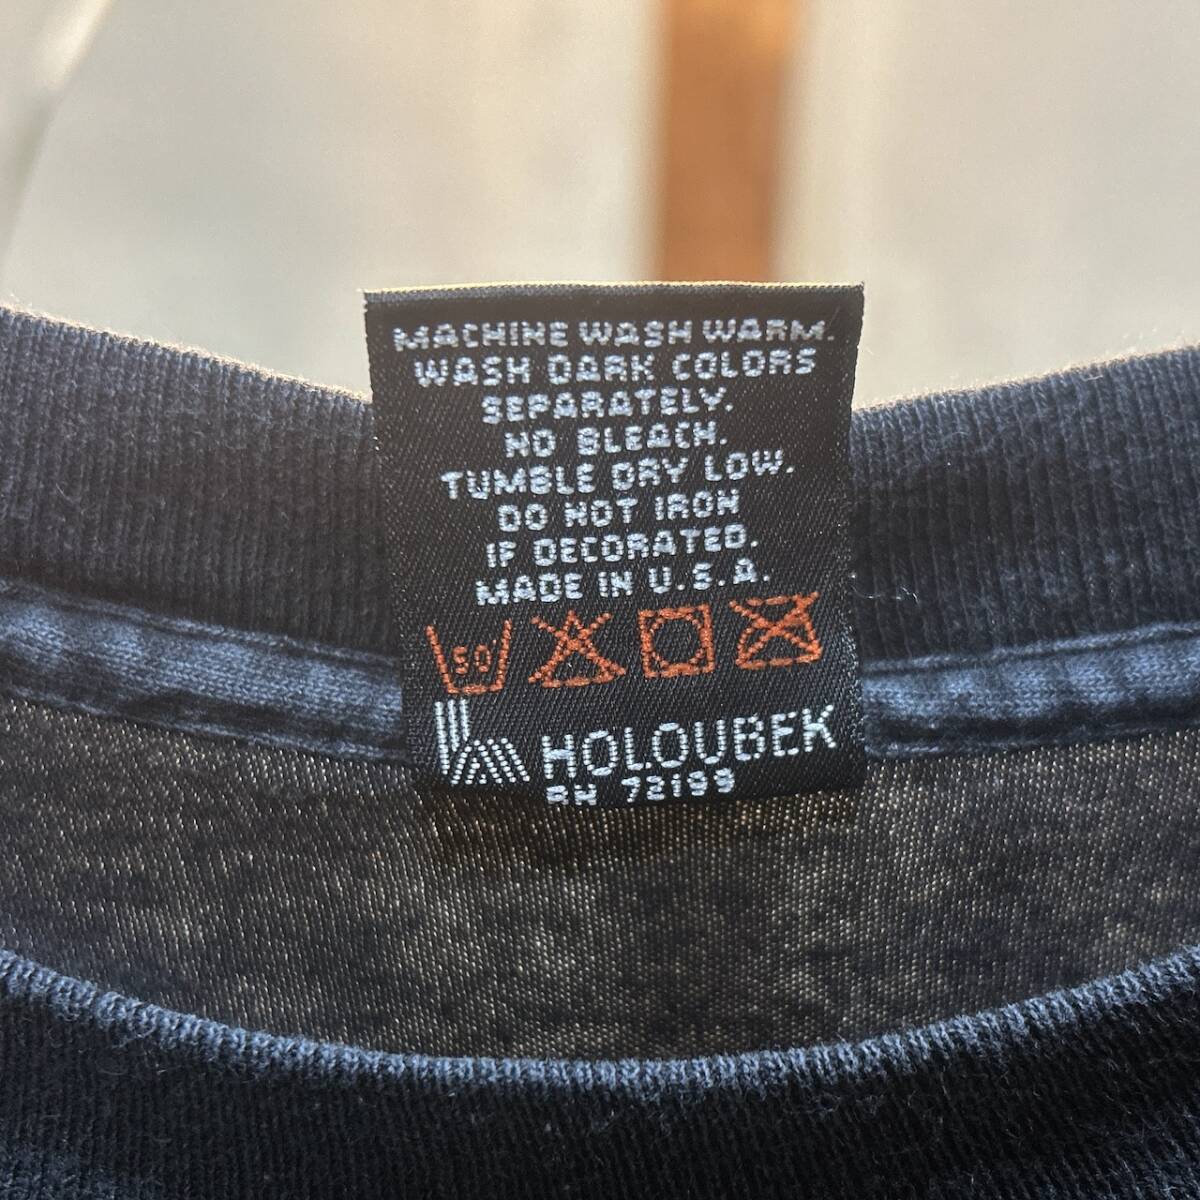 MACHINE WASH WARM.
WASH DARK COLORS
SEPARATELY.
NO BLEACH.
TUMBLE DRY LOW.
DO NOT IRON
IF DECORATED.
MADE IN U.S.A.
50
HOLOUBEK
RN 72199